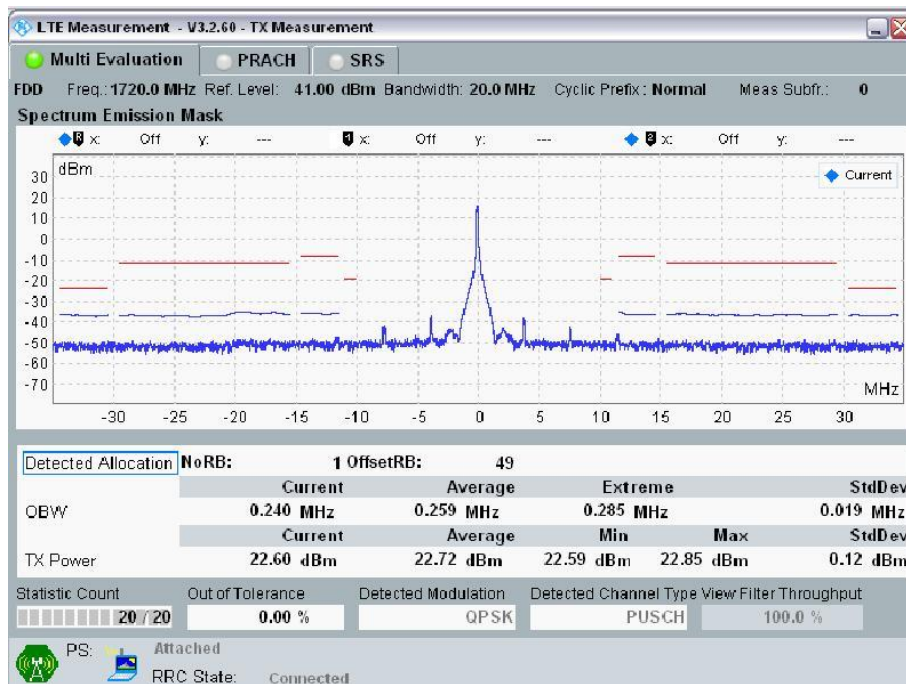 LTE Measurement - V3.2.60 - TX Measurement
Multi Evaluation PRACH SRS
FDD Freq.: 1720.0 MHz Ref. Level: 41.00 dBm Bandwidth: 20.0 MHz Cyclic Prefix: Normal Meas Subfr.: 0
Spectrum Emission Mask
R x: Off y: --- 1 x: Off y: --- 2 x: Off y: ---
dBm
Current
30
20
10
0
-10
-20
-30
-40
-50
-60
-70
MHz
-30 -25 -20 -15 -10 -5 0 5 10 15 20 25 30
Detected Allocation NoRB: 1 OffsetRB: 49
Current Average Extreme StdDev
OBW 0.240 MHz 0.259 MHz 0.285 MHz 0.019 MHz
Current Average Min Max StdDev
TX Power 22.60 dBm 22.72 dBm 22.59 dBm 22.85 dBm 0.12 dBm
Statistic Count Out of Tolerance Detected Modulation Detected Channel Type View Filter Throughput
20 / 20 0.00 % QPSK PUSCH 100.0 %
PS: Attached
RRC State: Connected